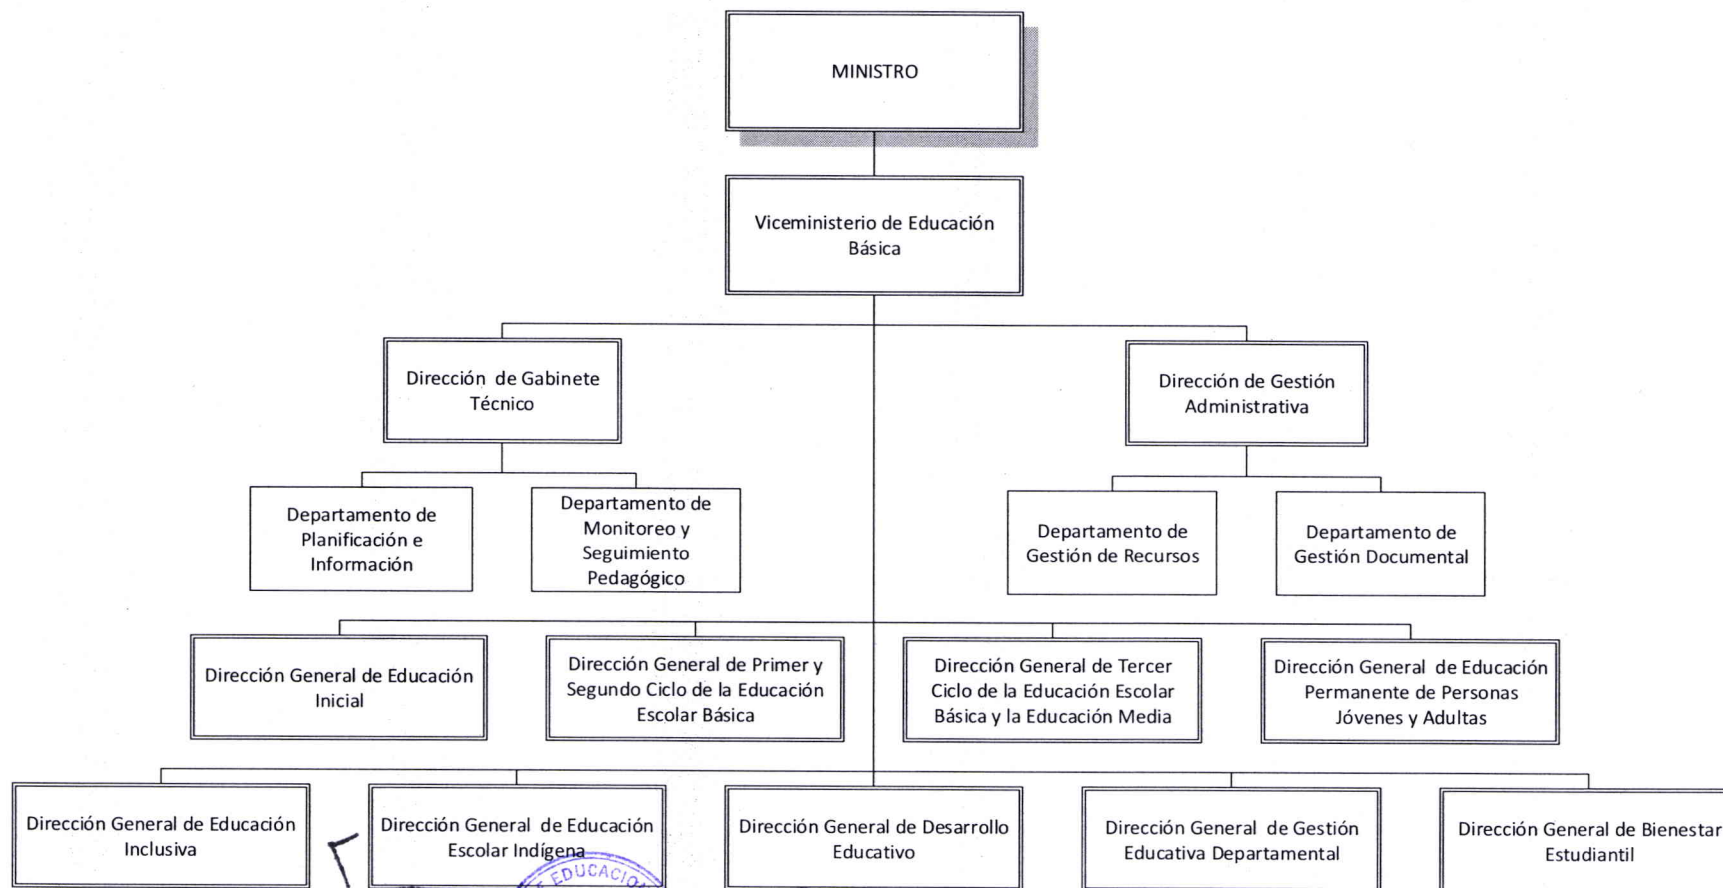 MINISTRO
Viceministerio de Educación
Básica
Dirección de Gabinete
Técnico
Dirección de Gestión
Administrativa
Departamento de
Planificación e
Información
Departamento de
Monitoreo y
Seguimiento
Pedagógico
Departamento de
Gestión de Recursos
Departamento de
Gestión Documental
Dirección General de Educación
Inicial
Dirección General de Primer y
Segundo Ciclo de la Educación
Escolar Básica
Dirección General de Tercer
Ciclo de la Educación Escolar
Básica y la Educación Media
Dirección General de Educación
Permanente de Personas
Jóvenes y Adultas
Dirección General de Educación
Inclusiva
Dirección General de Educación
Escolar Indígena
Dirección General de Desarrollo
Educativo
Dirección General de Gestión
Educativa Departamental
Dirección General de Bienestar
Estudiantil
EDUCACIÓN